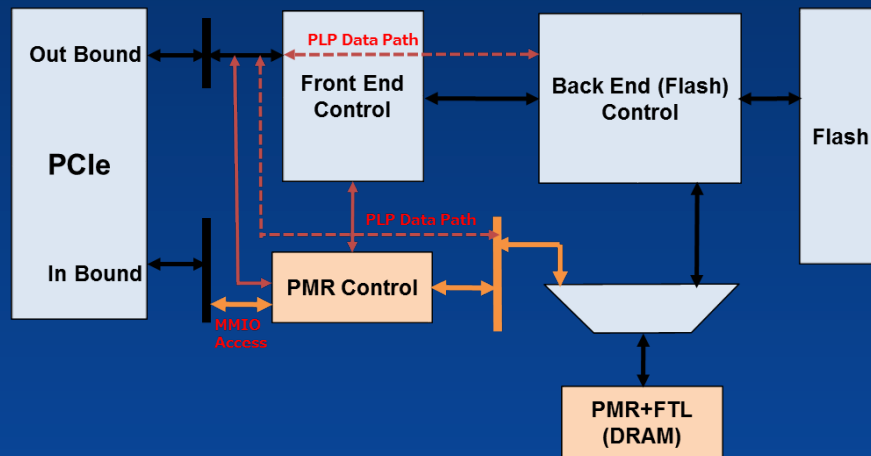 PLP Data Path
Out Bound
Front End
Control
Back End (Flash)
Control
PCIe
Flash
PLP Data Path
In Bound
PMR Control
MMIO
Access
PMR+FTL
(DRAM)